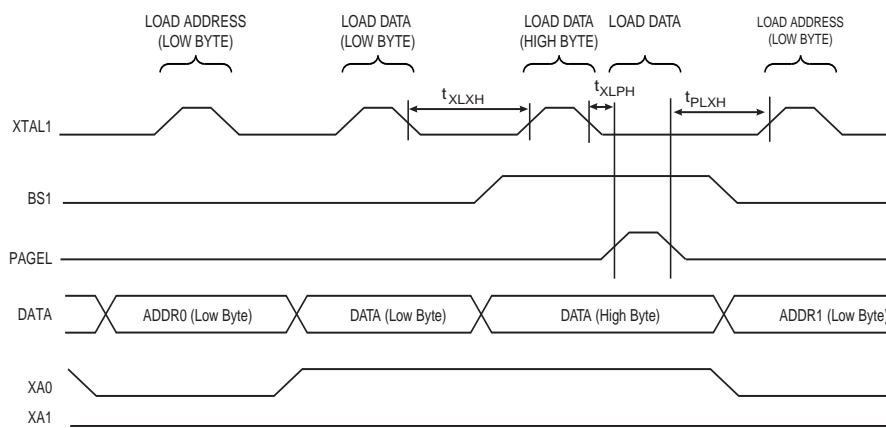 LOAD ADDRESS
(LOW BYTE)
LOAD DATA
(LOW BYTE)
LOAD DATA
(HIGH BYTE)
LOAD DATA
LOAD ADDRESS
(LOW BYTE)
tXLXH
tXLPH
tPLXH
XTAL1
BS1
PAGEL
DATA
ADDR0 (Low Byte)
DATA (Low Byte)
DATA (High Byte)
ADDR1 (Low Byte)
XA0
XA1